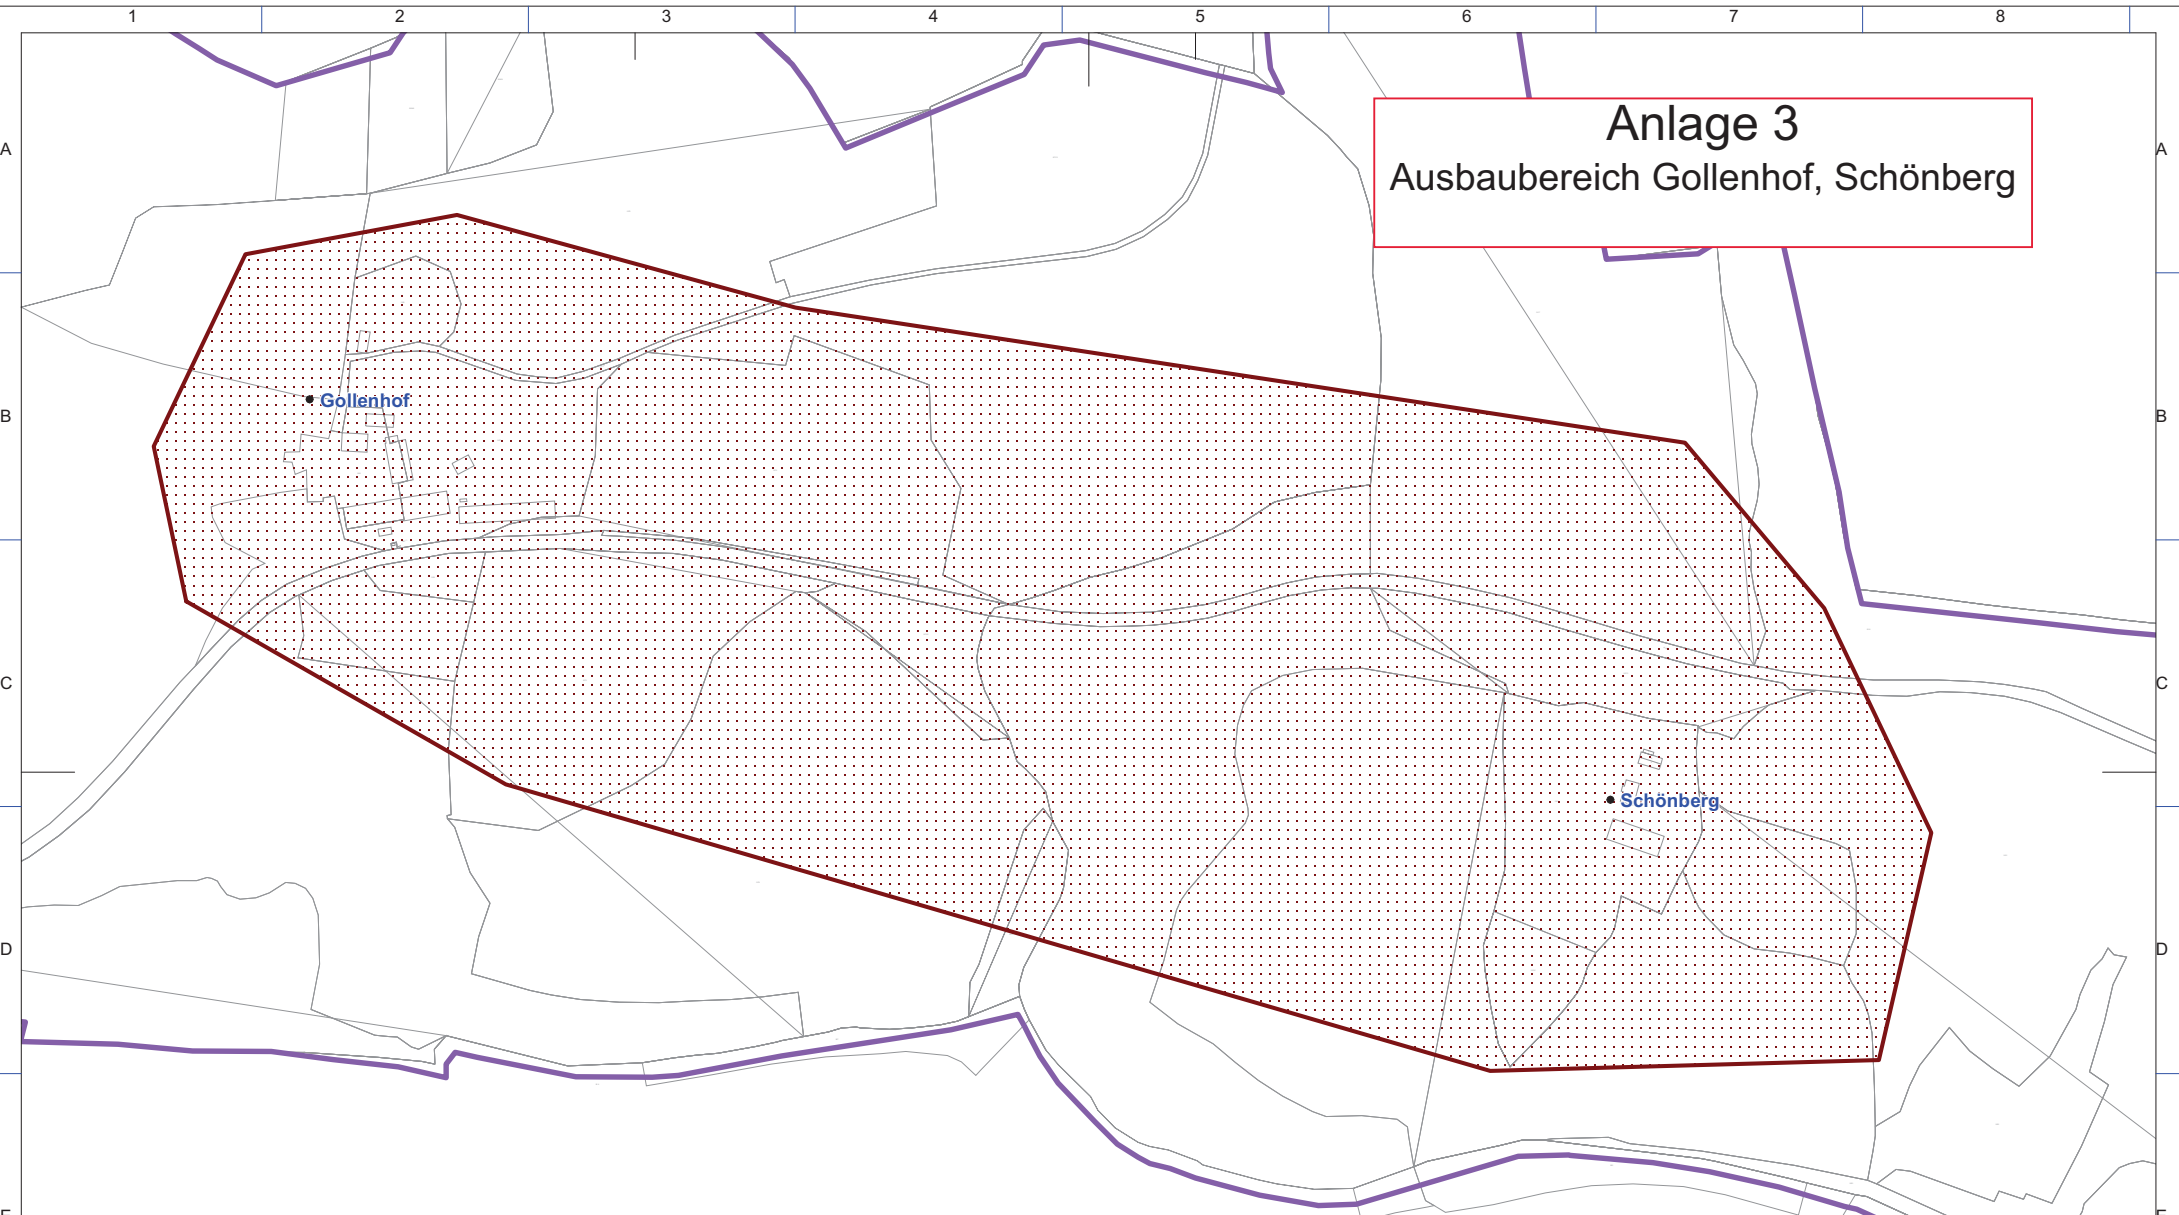 1 2 3 4 5 6 7 8
Anlage 3
A A
Ausbaubereich Gollenhof, Schönberg
Gollenhof
B B
C C
Schönberg
D D